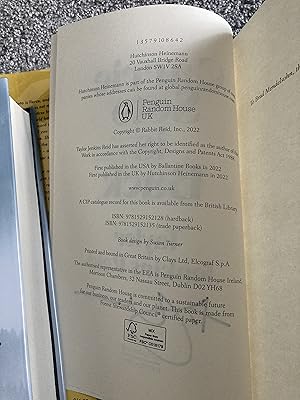 1 3 5 7 9 10 8 6 4 2
Hutchinson Heinemann
20 Vauxhall Bridge Road
London SW1V 2SA
Hutchinson Heinemann is part of the Penguin Random House group of
whose addresses can be found at global.penguinrandomhouse.com
Penguin
Random House
UK
Copyright © Rabbit Reid, Inc., 2022
Taylor Jenkins Reid has asserted her right to be identified as the author of
Work in accordance with the Copyright, Designs and Patents Act 1988
First published in the USA by Ballantine Books in 2022
First published in the UK by Hutchinson Heinemann in 2022
www.penguin.co.uk
A CIP catalogue record for this book is available from the British Library
ISBN: 9781529152128 (hardback)
ISBN: 9781529152135 (trade paperback)
Book design by Susan Turner
Printed and bound in Great Britain by Clays Ltd, Elcograf S.p.A
The authorised representative in the EEA is Penguin Random House Ireland,
Morrison Chambers, 32 Nassau Street, Dublin D02 YH68
Penguin Random House is committed to a sustainable future
for our business, our readers and our planet. This book is made from
Forest Stewardship Council® certified paper.
MIX
FSC